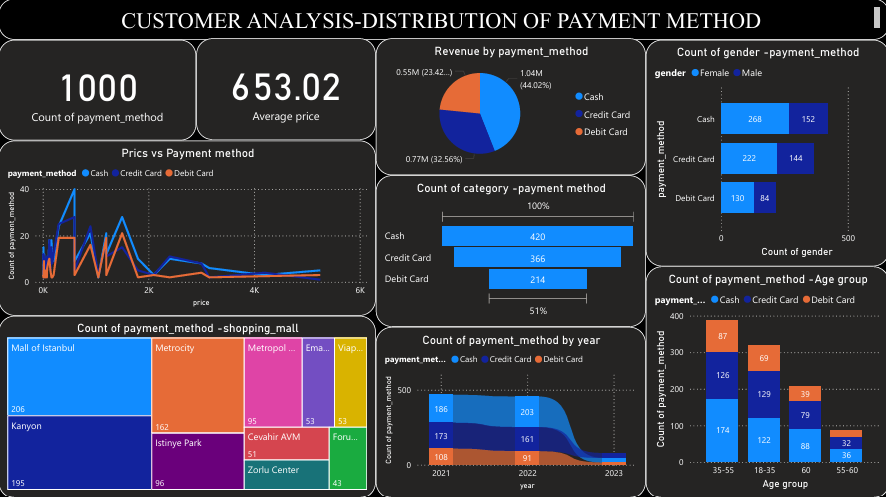 CUSTOMER ANALYSIS-DISTRIBUTION OF PAYMENT METHOD
1000
Count of payment_method
653.02
Average price
Prics vs Payment method
payment_method Cash Credit Card Debit Card
Count of payment_method
40
20
0
0K 2K 4K 6K
price
Count of payment_method -shopping_mall
Mall of Istanbul
206
Kanyon
195
Metrocity
162
Istinye Park
96
Metropol ...
95
Ema...
53
Viap...
53
Cevahir AVM
51
Zorlu Center
Foru...
43
Revenue by payment_method
0.55M (23.42...)
1.04M
(44.02%)
0.77M (32.56%)
Cash
Credit Card
Debit Card
Count of category -payment method
100%
Cash 420
Credit Card 366
Debit Card 214
51%
Count of payment_method by year
payment_met... Cash Credit Card Debit Card
Count of payment_method
500
0
186 203
173 161
108 91
2021 2022 2023
year
Count of gender -payment_method
gender Female Male
payment_method
Cash 268 152
Credit Card 222 144
Debit Card 130 84
0 500
Count of gender
Count of payment_method -Age group
payment_... Cash Credit Card Debit Card
Count of payment_method
400
300
200
100
0
87
126
174
69
129
122
39
79
88
32
36
35-55 18-35 60 55-60
Age group